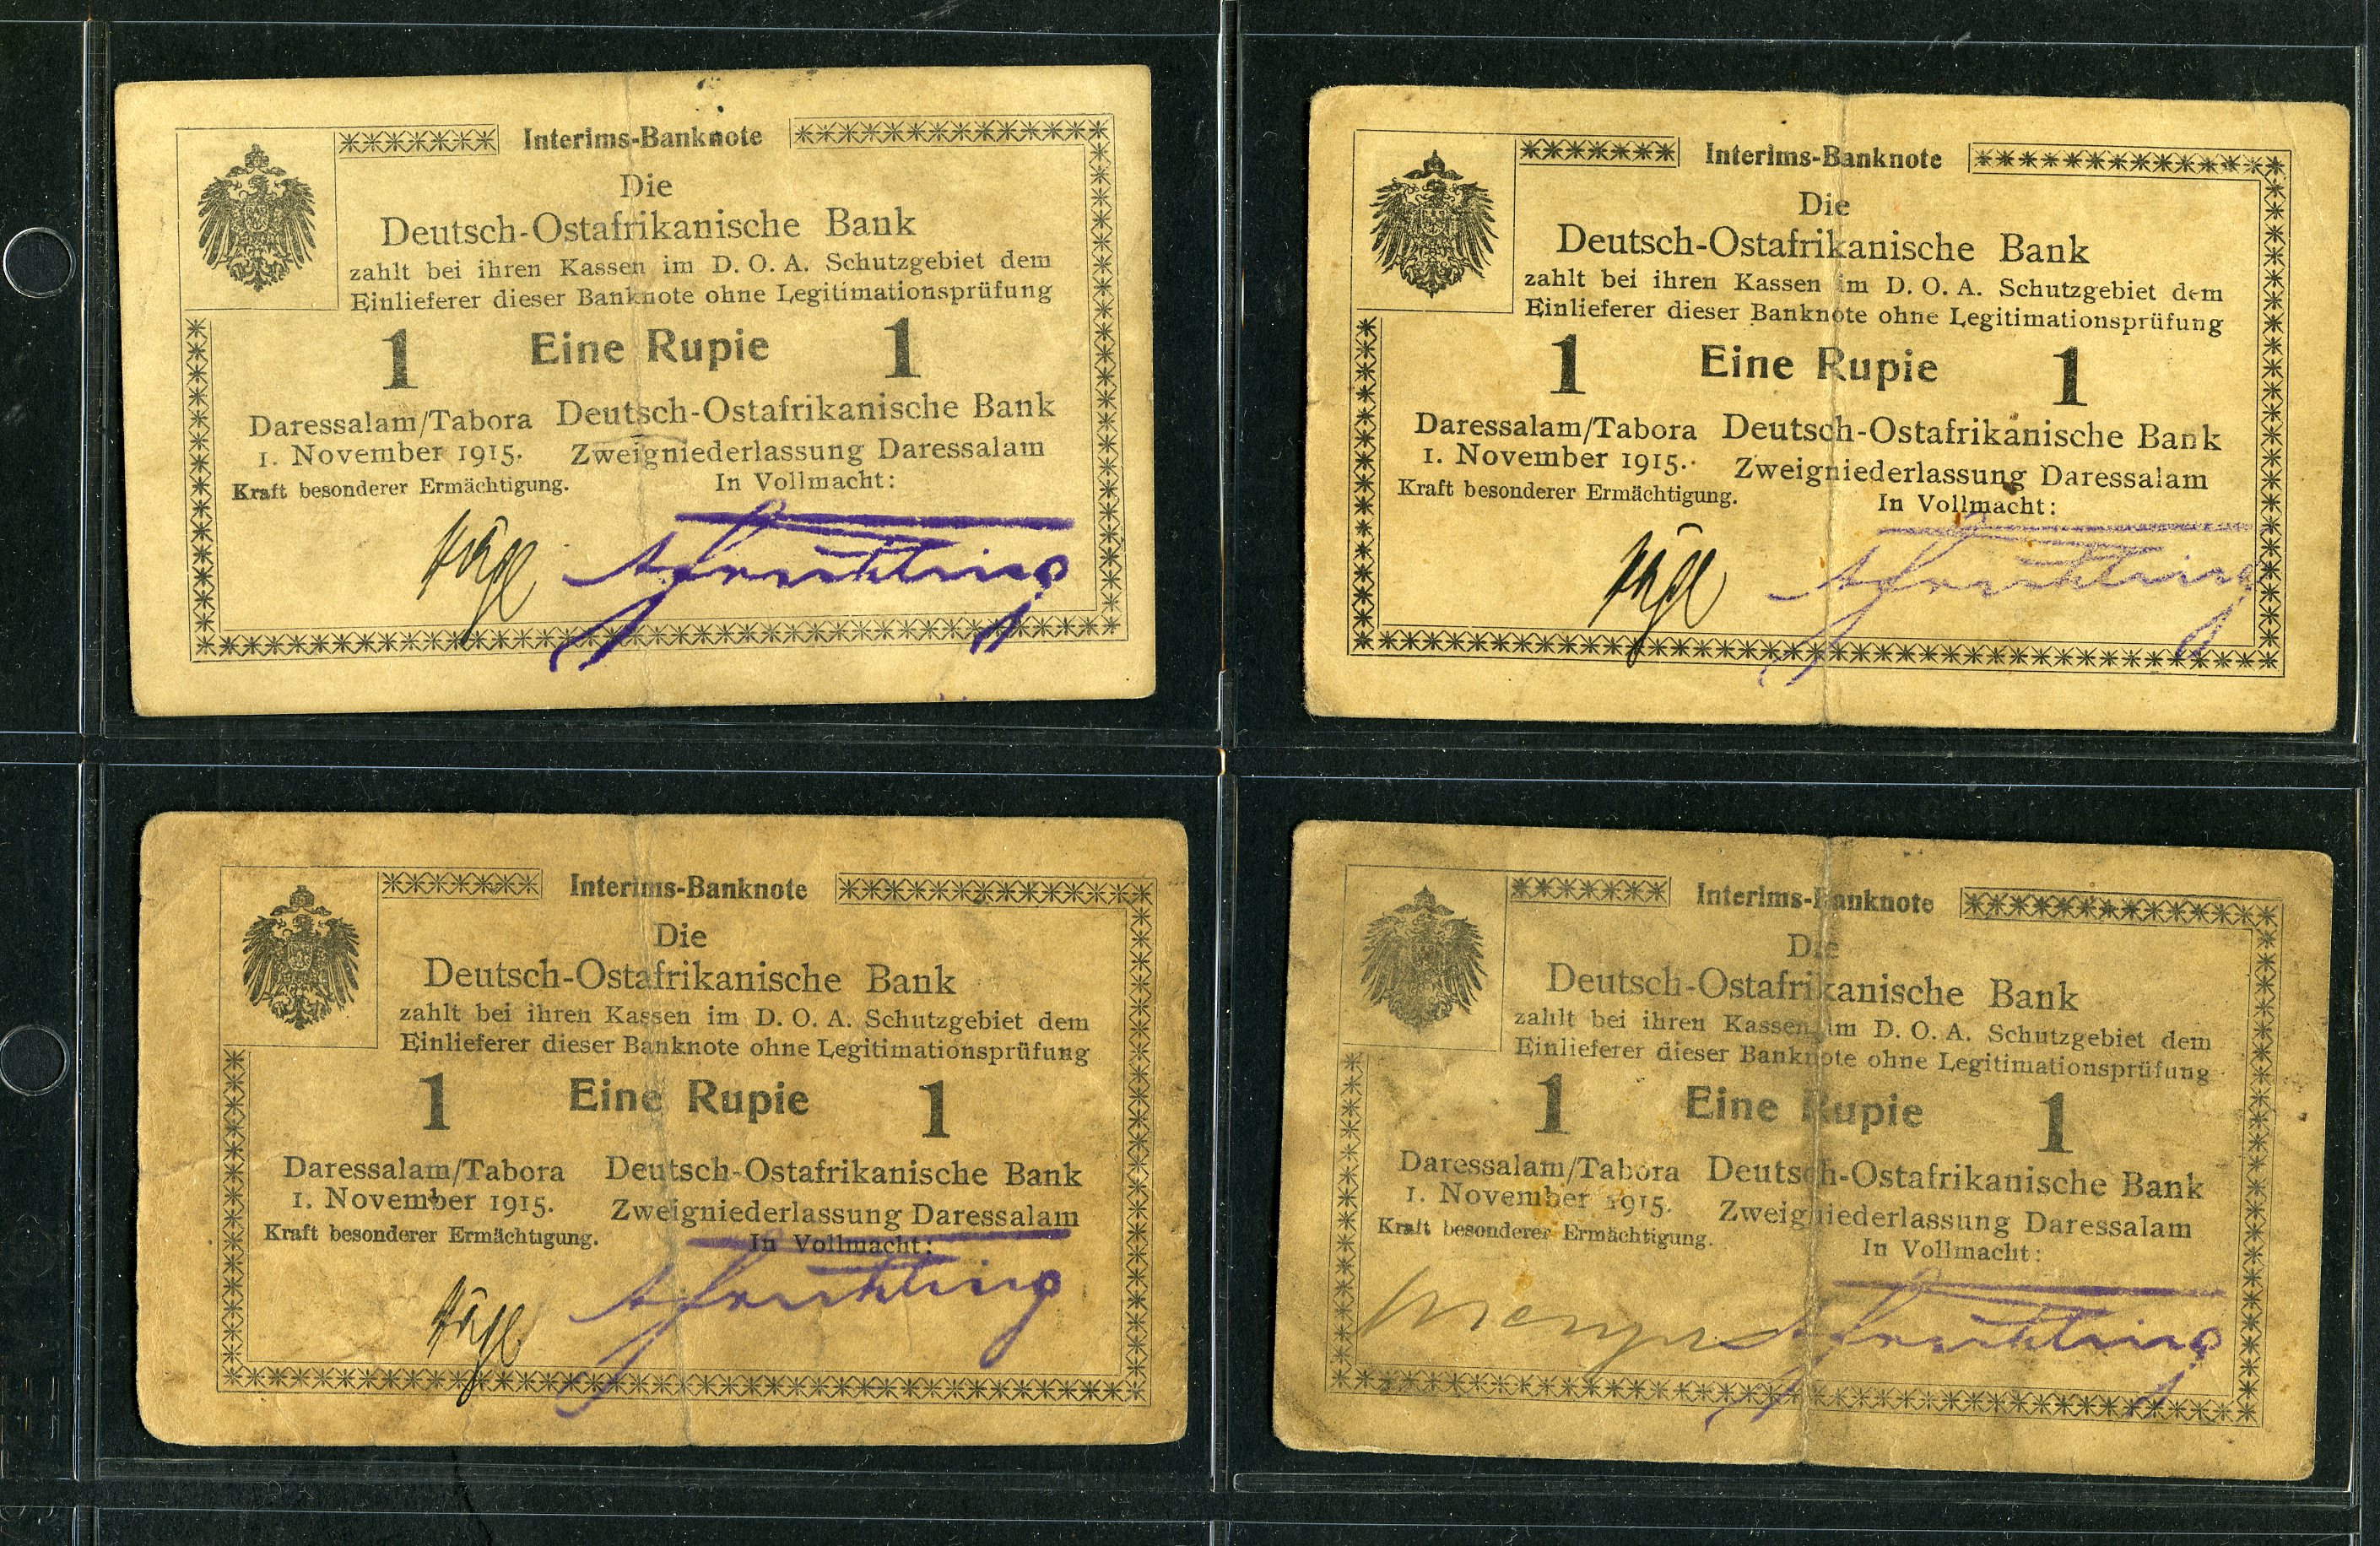 Interims-Banknote
Die
Deutsch-Ostafrikanische Bank
zahlt bei ihren Kassen im D. O. A. Schutzgebiet dem
Einlieferer dieser Banknote ohne Legitimationsprüfung
1 Eine Rupie 1
Daressalam/Tabora Deutsch-Ostafrikanische Bank
1. November 1915. Zweigniederlassung Daressalam
Kraft besonderer Ermächtigung. In Vollmacht:
Interims-Banknote
Die
Deutsch-Ostafrikanische Bank
zahlt bei ihren Kassen im D. O. A. Schutzgebiet dem
Einlieferer dieser Banknote ohne Legitimationsprüfung
1 Eine Rupie 1
Daressalam/Tabora Deutsch-Ostafrikanische Bank
1. November 1915. Zweigniederlassung Daressalam
Kraft besonderer Ermächtigung. In Vollmacht:
Interims-Banknote
Die
Deutsch-Ostafrikanische Bank
zahlt bei ihren Kassen im D. O. A. Schutzgebiet dem
Einlieferer dieser Banknote ohne Legitimationsprüfung
1 Eine Rupie 1
Daressalam/Tabora Deutsch-Ostafrikanische Bank
1. November 1915. Zweigniederlassung Daressalam
Kraft besonderer Ermächtigung. In Vollmacht:
Interims-Banknote
Die
Deutsch-Ostafrikanische Bank
zahlt bei ihren Kassen im D. O. A. Schutzgebiet dem
Einlieferer dieser Banknote ohne Legitimationsprüfung
1 Eine Rupie 1
Daressalam/Tabora Deutsch-Ostafrikanische Bank
1. November 1915. Zweigniederlassung Daressalam
Kraft besonderer Ermächtigung. In Vollmacht: